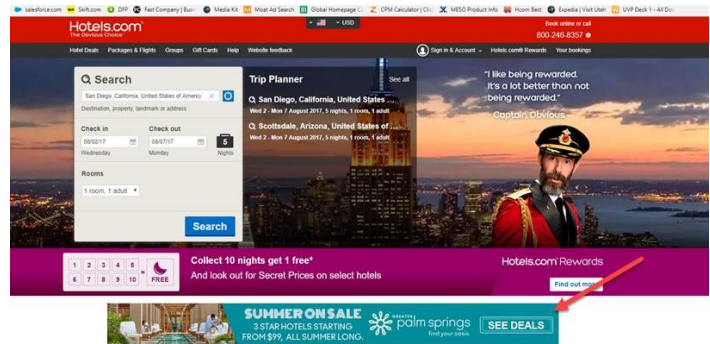 salesforce.com
Skift.com
DFP
Fast Company | Busi
Media Kit
Moat Ad Search
Global Homepage C
CPM Calculator | Clic
MESO Product Info
Hcom Best
Expedia | Visit Utah
UVP Deck 1 - All Do
Hotels.com
The Obvious Choice
USD
Book online or call
800-246-8357
Hotel Deals
Packages & Flights
Groups
Gift Cards
Help
Website feedback
Sign in & Account
Hotels.com® Rewards
Your bookings
Search
San Diego, California, United States of Americ
Destination, property, landmark or address
Check in
Check out
08/02/17
08/07/17
5
Wednesday
Monday
Nights
Rooms
1 room, 1 adult
Search
Trip Planner
See all
San Diego, California, United States ...
Wed 2 - Mon 7 August 2017, 5 nights, 1 room, 1 adult
Scottsdale, Arizona, United States of ...
Wed 2 - Mon 7 August 2017, 5 nights, 1 room, 1 adult
"I like being rewarded.
It's a lot better than not
being rewarded."
- Captain Obvious
1 2 3 4 5
6 7 8 9 10
=
FREE
Collect 10 nights get 1 free*
And look out for Secret Prices on select hotels
Hotels.com Rewards
Find out more
SUMMER ON SALE
3 STAR HOTELS STARTING
FROM $99, ALL SUMMER LONG.
GREATER
palm springs
find your oasis.
SEE DEALS